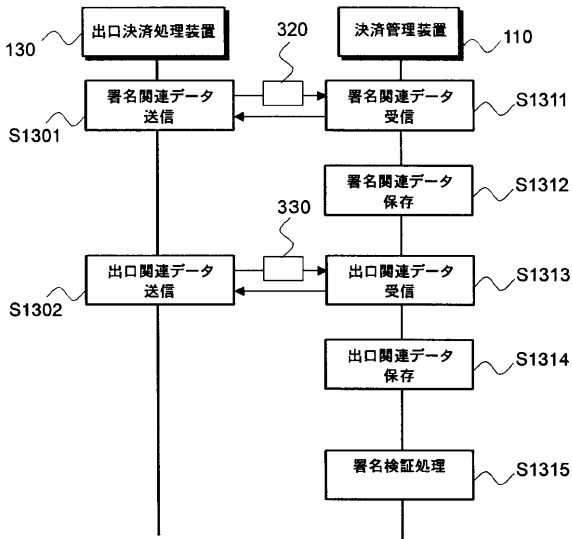 出口決済処理装置
決済管理装置
130
320
110
署名関連データ
送信
署名関連データ
受信
S1301
S1311
署名関連データ
保存
S1312
330
出口関連データ
送信
出口関連データ
受信
S1302
S1313
出口関連データ
保存
S1314
署名検証処理
S1315